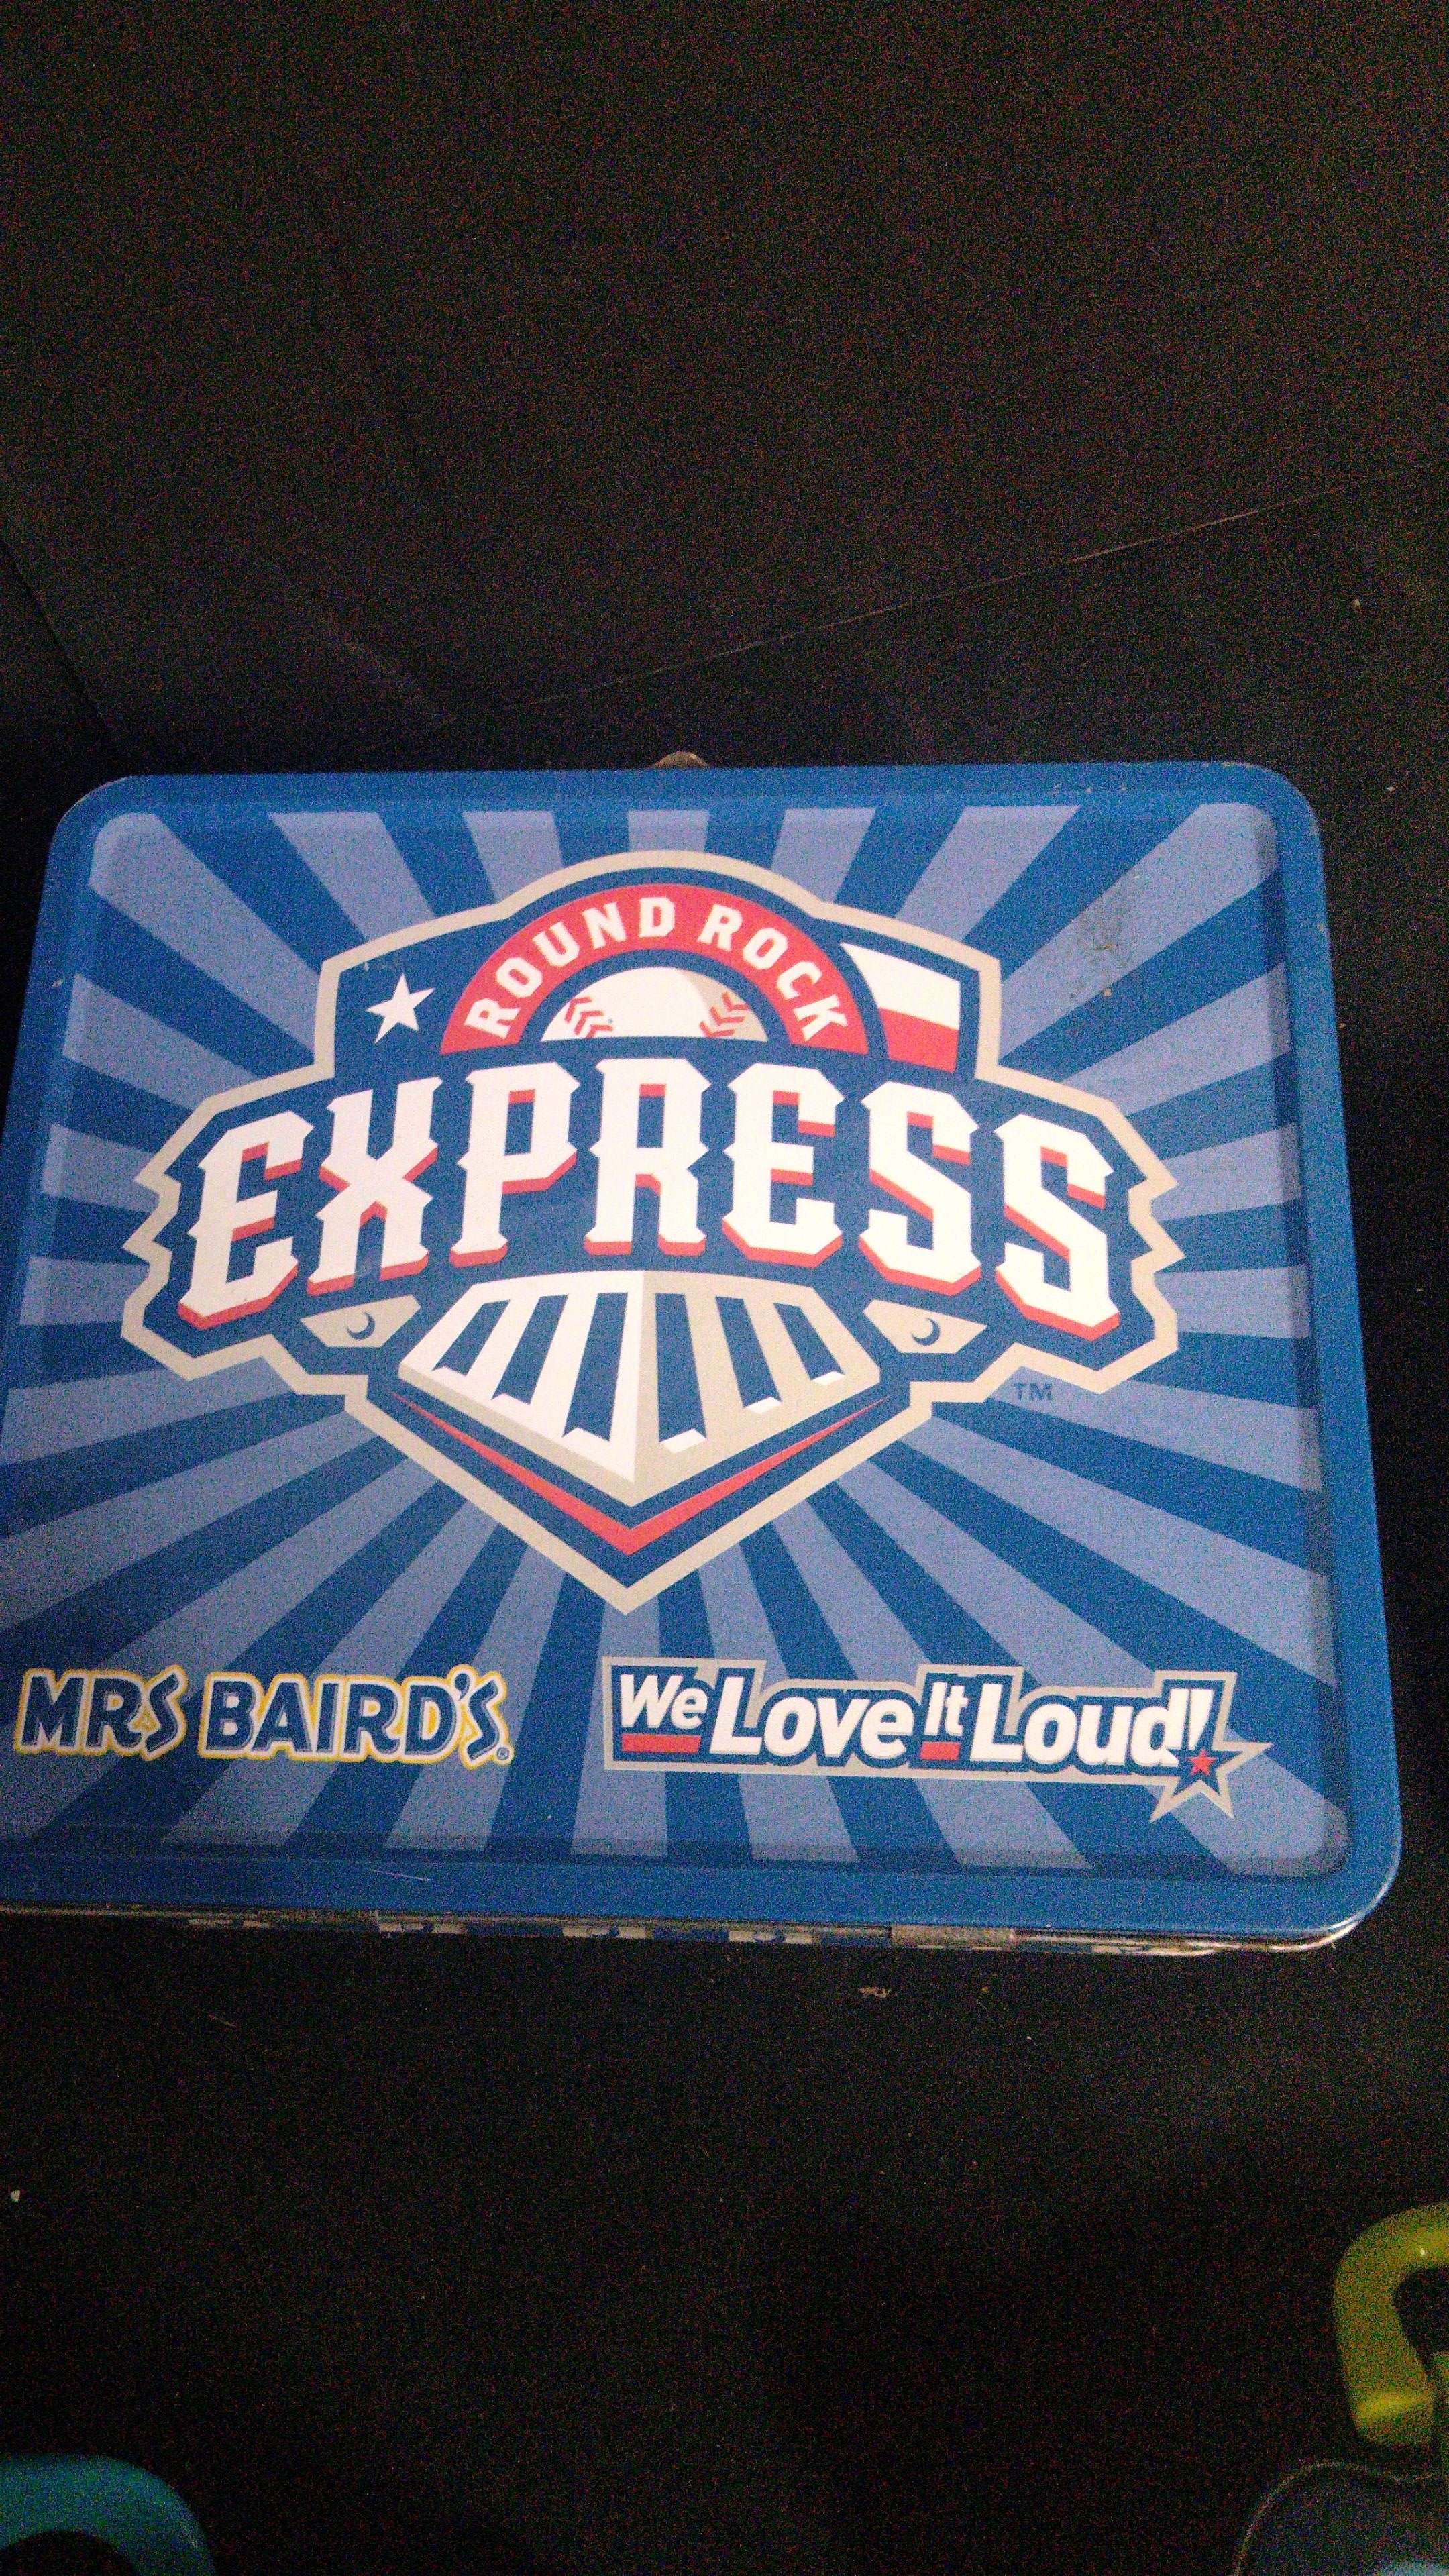 ROUND ROCK
EXPRESS
TM
MRS BAIRD'S®
We Love It Loud!